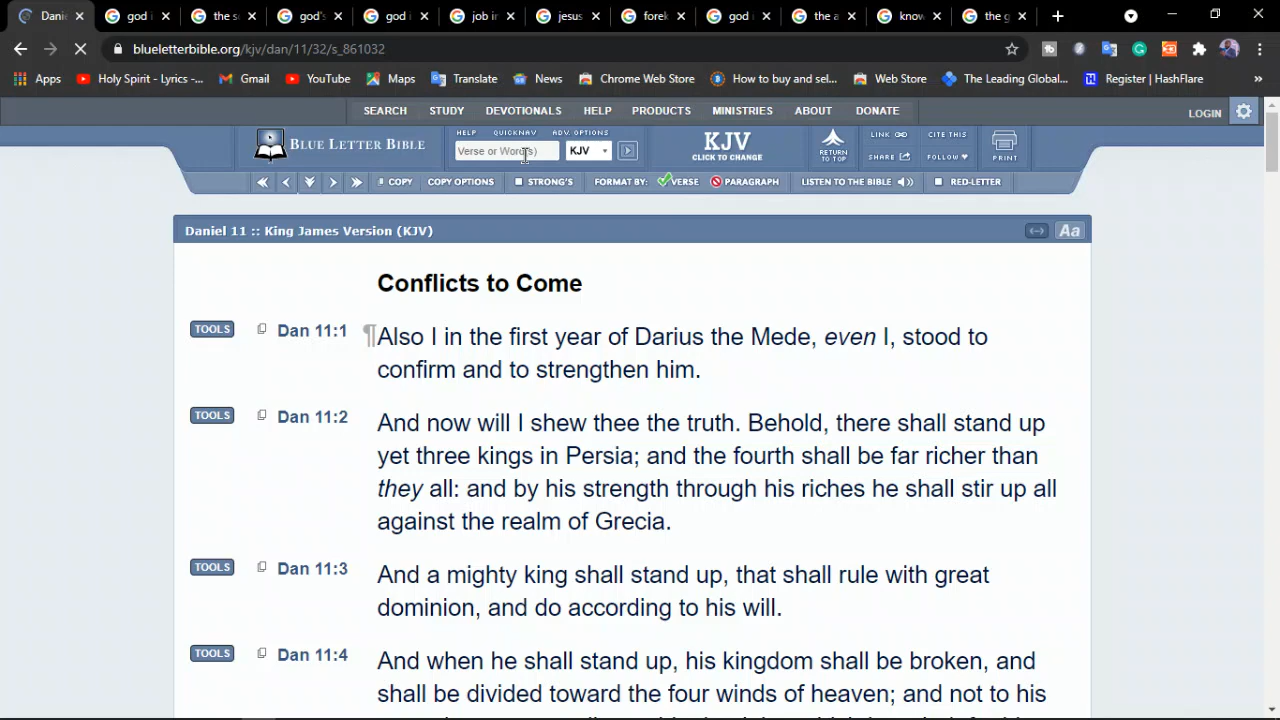 Danie
god i
the so
god's
god i
job in
jesus
forek
god
the a
know
the g
blueletterbible.org/kjv/dan/11/32/s_861032
Apps
Holy Spirit - Lyrics -...
Gmail
YouTube
Maps
Translate
News
Chrome Web Store
How to buy and sel...
Web Store
The Leading Global...
Register | HashFlare
»
SEARCH STUDY DEVOTIONALS HELP PRODUCTS MINISTRIES ABOUT DONATE
LOGIN
BLUE LETTER BIBLE
HELP QUICKNAV ADV. OPTIONS
Verse or Word(s)
KJV
KJV
CLICK TO CHANGE
RETURN
TO TOP
LINK
CITE THIS
SHARE
FOLLOW
PRINT
COPY
COPY OPTIONS
STRONG'S
FORMAT BY:
VERSE
PARAGRAPH
LISTEN TO THE BIBLE
RED-LETTER
Daniel 11 :: King James Version (KJV)
Aa
Conflicts to Come
TOOLS Dan 11:1 ¶Also I in the first year of Darius the Mede, even I, stood to
confirm and to strengthen him.
TOOLS Dan 11:2 And now will I shew thee the truth. Behold, there shall stand up
yet three kings in Persia; and the fourth shall be far richer than
they all: and by his strength through his riches he shall stir up all
against the realm of Grecia.
TOOLS Dan 11:3 And a mighty king shall stand up, that shall rule with great
dominion, and do according to his will.
TOOLS Dan 11:4 And when he shall stand up, his kingdom shall be broken, and
shall be divided toward the four winds of heaven; and not to his